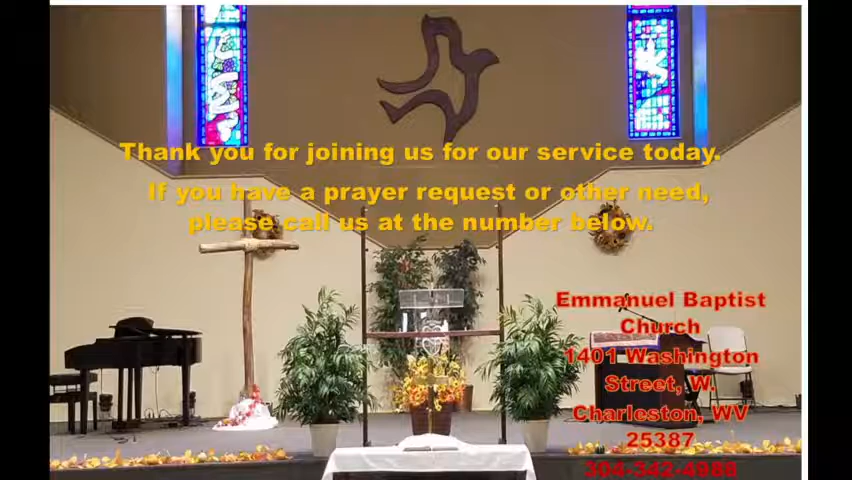 Thank you for joining us for our service today.
If you have a prayer request or other need,
please call us at the number below.
Emmanuel Baptist
Church
1401 Washington
Street, W.
Charleston, WV
25387
304-342-4988